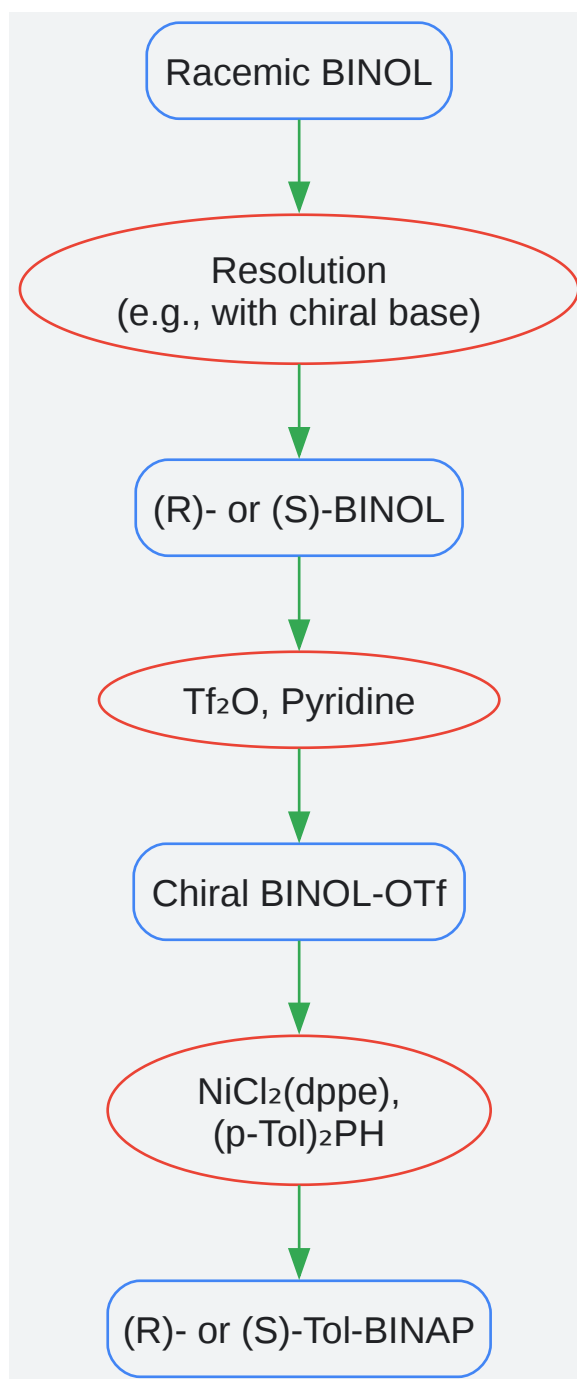 Racemic BINOL
Resolution
(e.g., with chiral base)
(R)- or (S)-BINOL
Tf₂O, Pyridine
Chiral BINOL-OTf
NiCl₂(dppe),
(p-Tol)₂PH
(R)- or (S)-Tol-BINAP